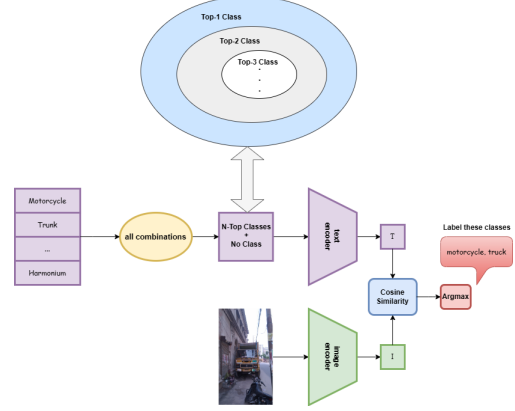 Top-1 Class
Top-2 Class
Top-3 Class
.
.
.
Motorcycle
Trunk
...
Harmonium
all combinations
N-Top Classes
+
No Class
text
encoder
T
Label these classes
motorcycle, truck
Cosine
Similarity
Argmax
image
encoder
I